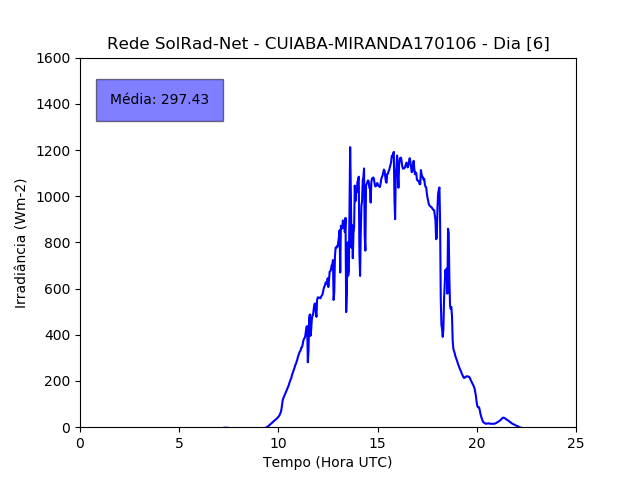 Rede SolRad-Net - CUIABA-MIRANDA170106 - Dia [6]
1600
1400
1200
1000
800
600
400
200
0
Irradiância (Wm-2)
Média: 297.43
0 5 10 15 20 25
Tempo (Hora UTC)